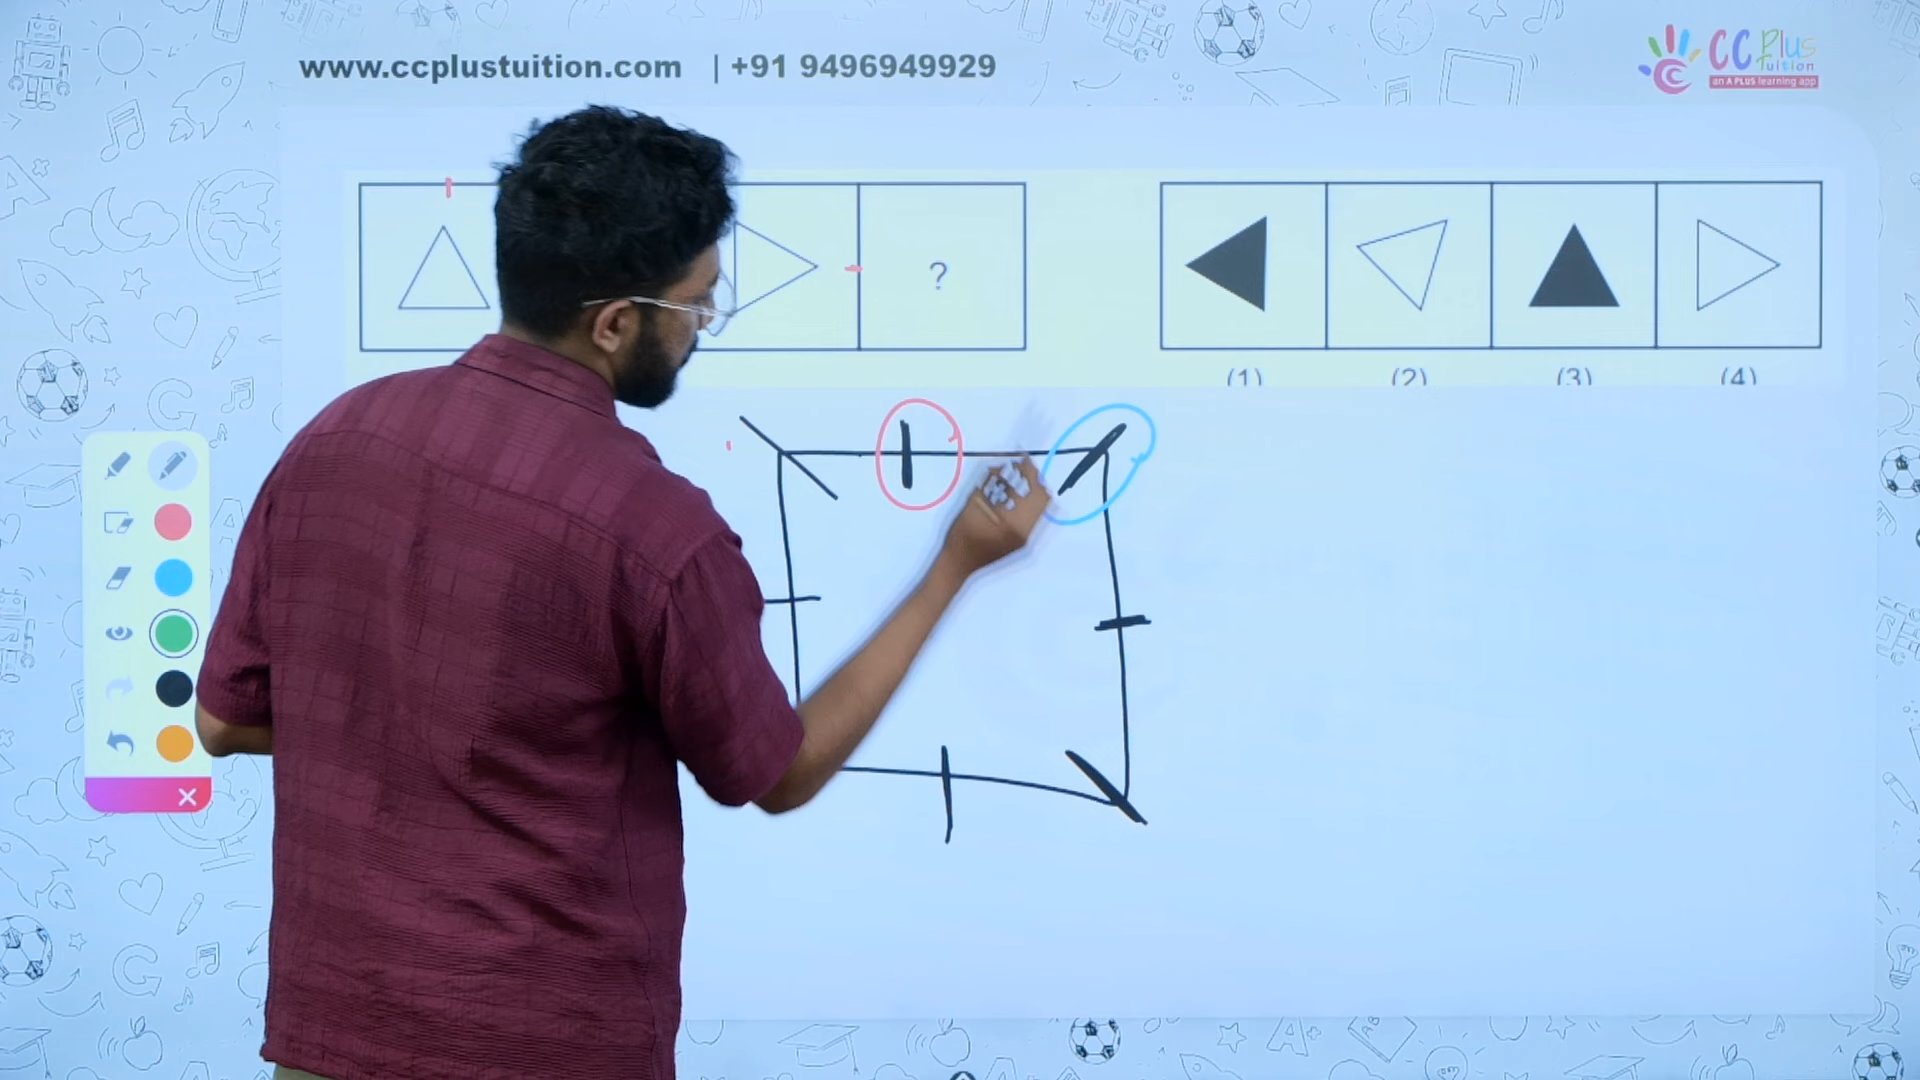 www.ccplustuition.com | +91 9496949929
CC Plus
Tuition
an A PLUS learning app
?
(1) (2) (3) (4)